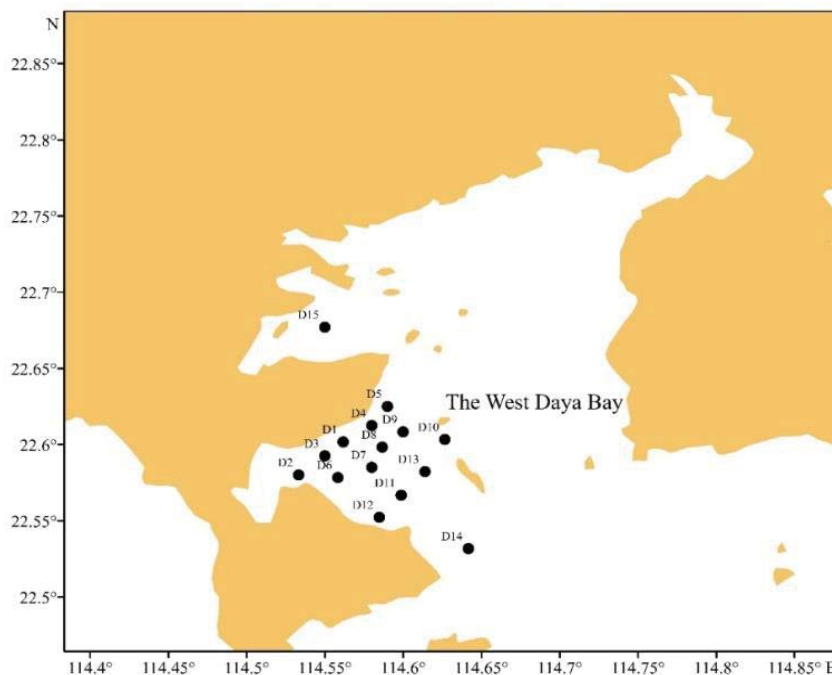 N
22.85°
22.8°
22.75°
22.7°
D15
22.65°
D5
The West Daya Bay
D4
D9
D1
D8
D10
22.6°
D3
D2
D6
D7
D13
D11
22.55°
D12
D14
22.5°
114.4° 114.45° 114.5° 114.55° 114.6° 114.65° 114.7° 114.75° 114.8° 114.85° E